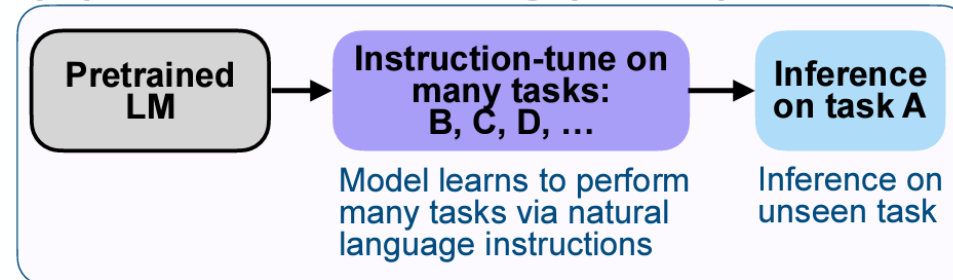 Pretrained
LM
Instruction-tune on
many tasks:
B, C, D, …
Inference
on task A
Model learns to perform
many tasks via natural
language instructions
Inference on
unseen task